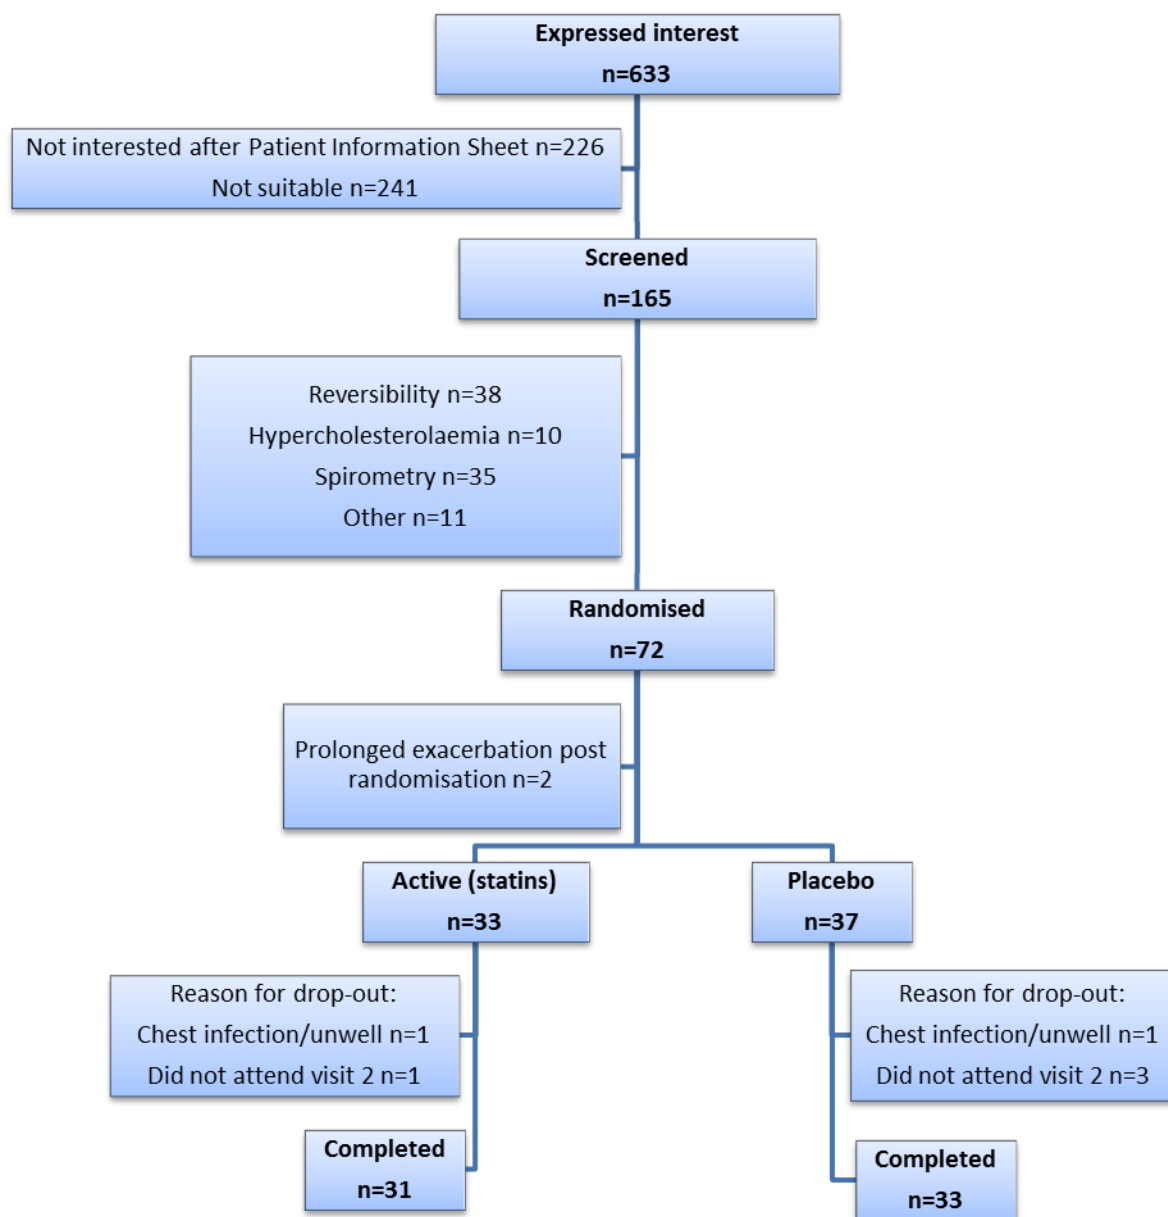 Expressed interest
n=633
Not interested after Patient Information Sheet n=226
Not suitable n=241
Screened
n=165
Reversibility n=38
Hypercholesterolaemia n=10
Spirometry n=35
Other n=11
Randomised
n=72
Prolonged exacerbation post
randomisation n=2
Active (statins)
n=33
Placebo
n=37
Reason for drop-out:
Chest infection/unwell n=1
Did not attend visit 2 n=1
Reason for drop-out:
Chest infection/unwell n=1
Did not attend visit 2 n=3
Completed
n=31
Completed
n=33